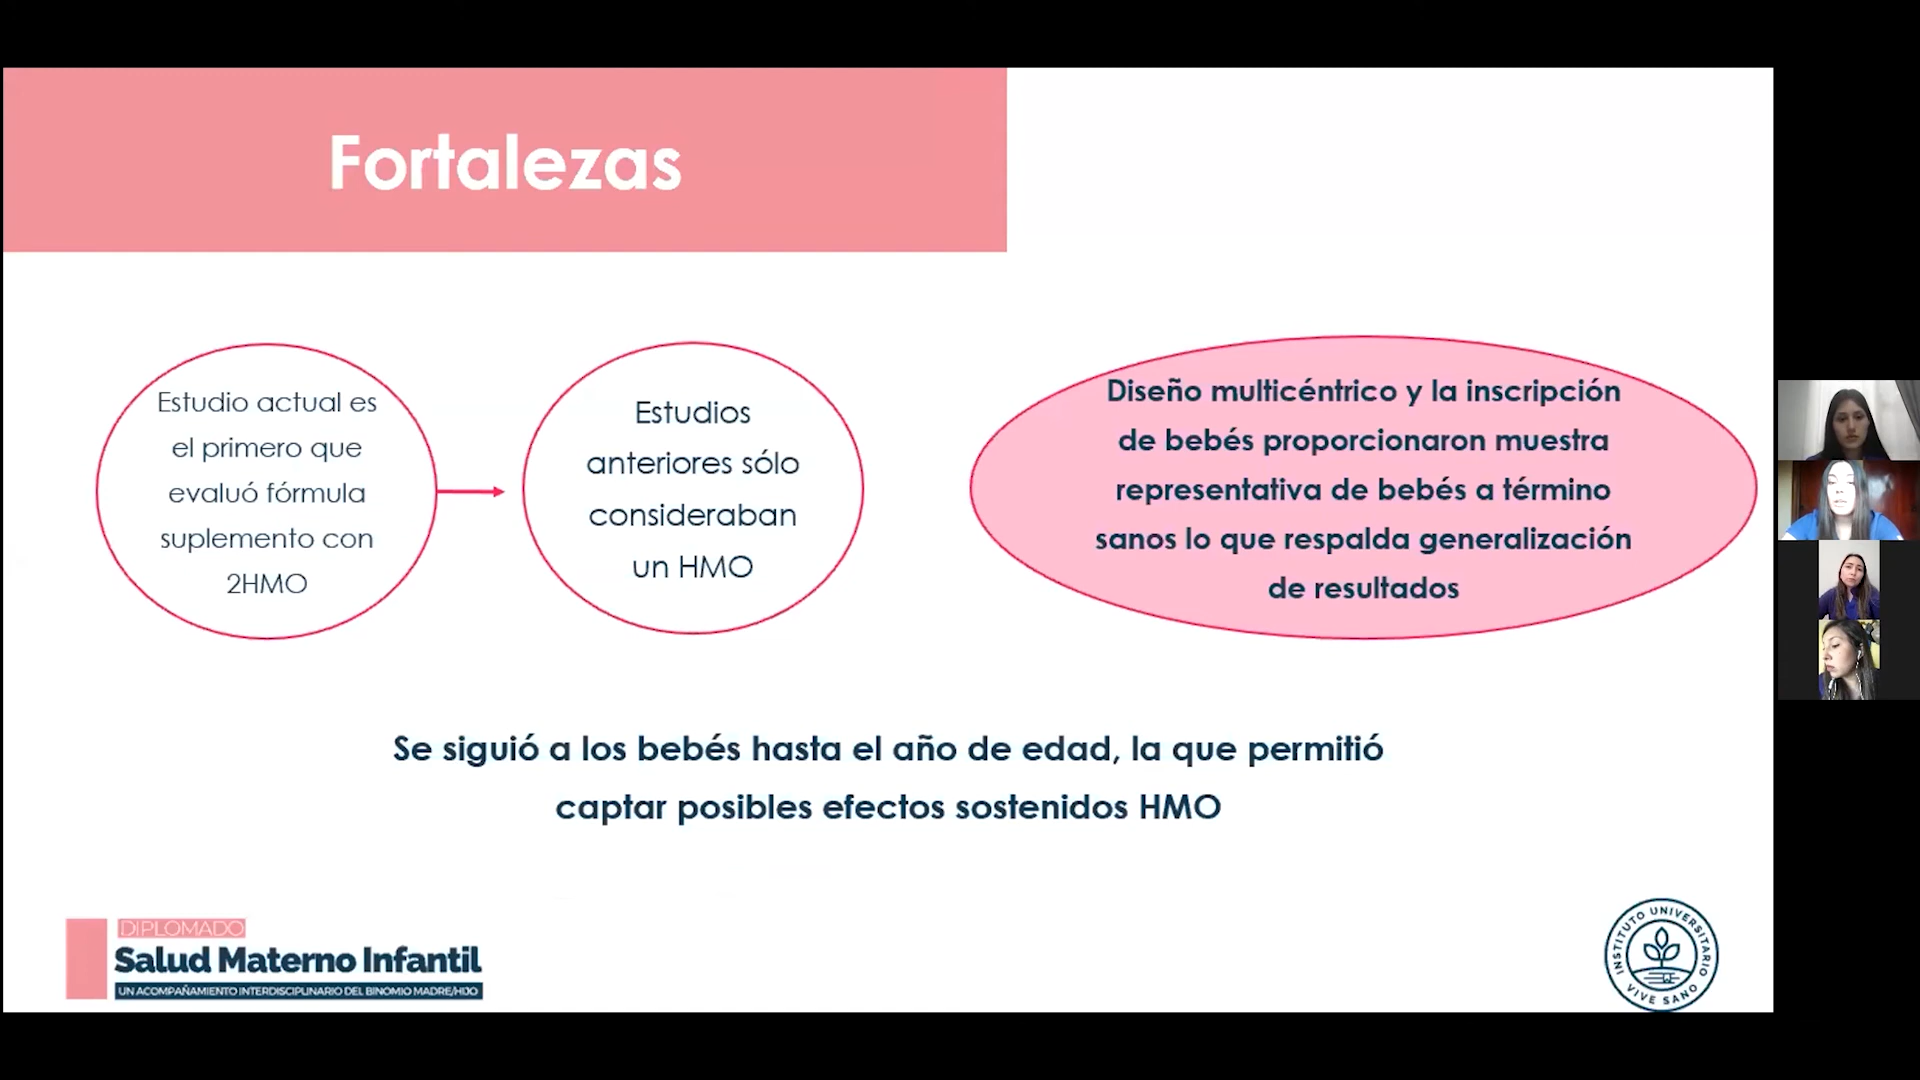 Fortalezas
Estudio actual es
el primero que
evaluó fórmula
suplemento con
2HMO
Estudios
anteriores sólo
consideraban
un HMO
Diseño multicéntrico y la inscripción
de bebés proporcionaron muestra
representativa de bebés a término
sanos lo que respalda generalización
de resultados
Se siguió a los bebés hasta el año de edad, la que permitió
captar posibles efectos sostenidos HMO
DIPLOMADO
Salud Materno Infantil
UN ACOMPAÑAMIENTO INTERDISCIPLINARIO DEL BINOMIO MADRE/HIJO
INSTITUTO UNIVERSITARIO
VIVE SANO